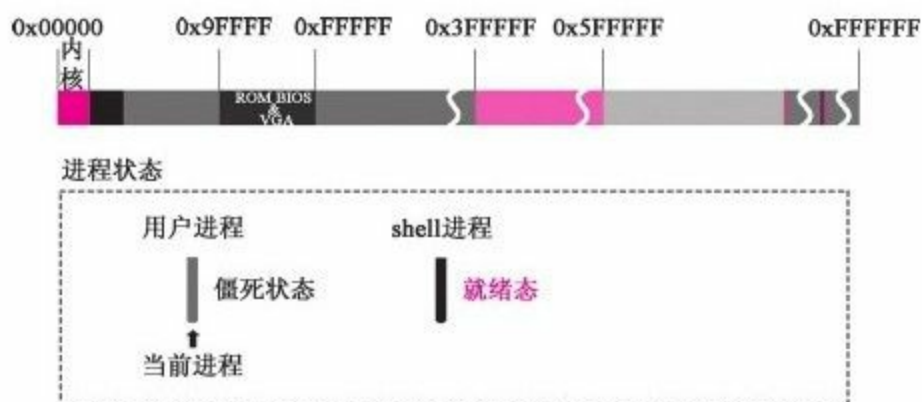 0x00000 0x9FFFF 0xFFFFF 0x3FFFFF 0x5FFFFF 0xFFFFFF
内
核
ROM BIOS
&
VGA
进程状态
用户进程 shell进程
僵死状态 就绪态
当前进程